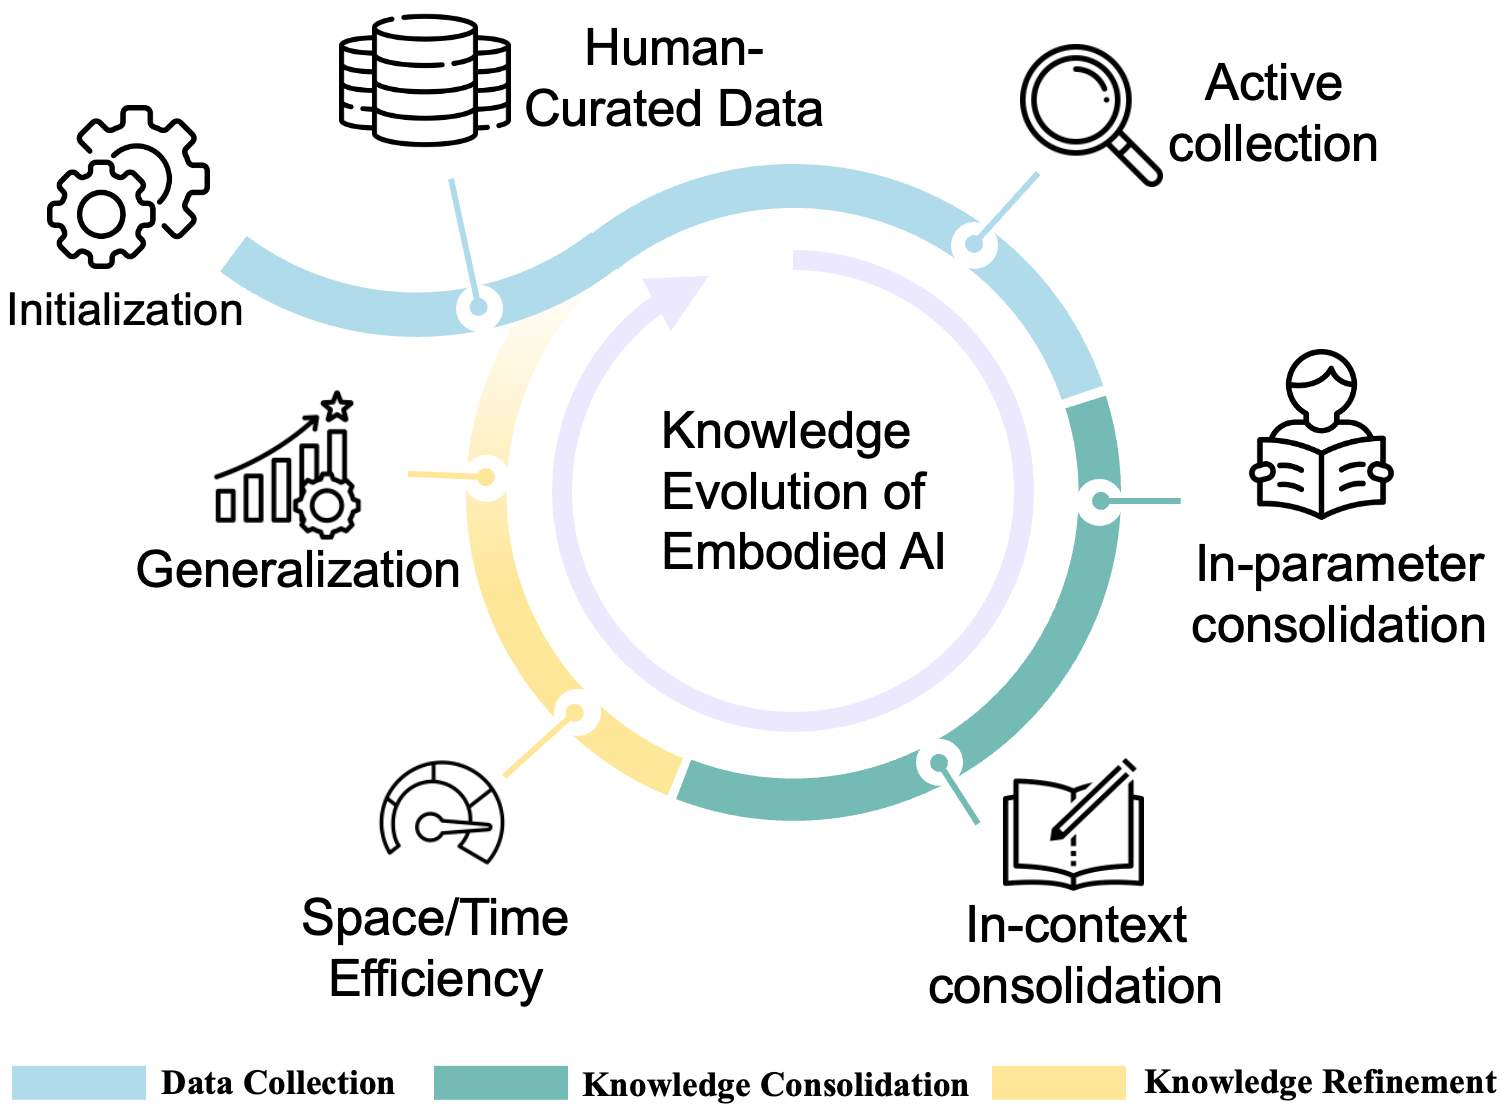 Human-
Curated Data
Active
collection
Initialization
Knowledge
Evolution of
Embodied AI
In-parameter
consolidation
Generalization
Space/Time
Efficiency
In-context
consolidation
Data Collection
Knowledge Consolidation
Knowledge Refinement